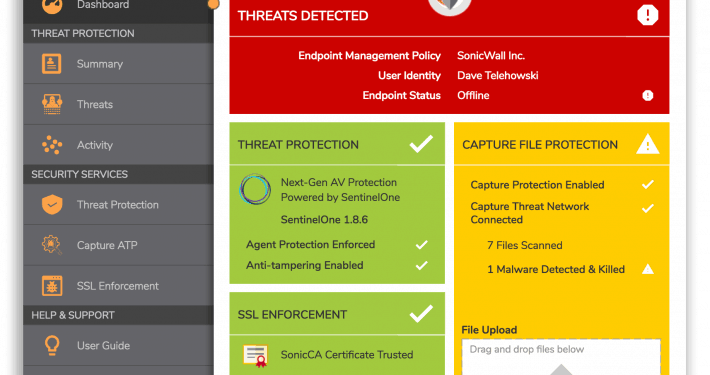 Dashboard
THREAT PROTECTION
Summary
Threats
Activity
SECURITY SERVICES
Threat Protection
Capture ATP
SSL Enforcement
HELP & SUPPORT
User Guide
THREATS DETECTED
Endpoint Management Policy SonicWall Inc.
User Identity Dave Telehowski
Endpoint Status Offline
THREAT PROTECTION
Next-Gen AV Protection
Powered by SentinelOne
SentinelOne 1.8.6
Agent Protection Enforced
Anti-tampering Enabled
SSL ENFORCEMENT
SonicCA Certificate Trusted
CAPTURE FILE PROTECTION
Capture Protection Enabled
Capture Threat Network
Connected
7 Files Scanned
1 Malware Detected & Killed
File Upload
Drag and drop files below